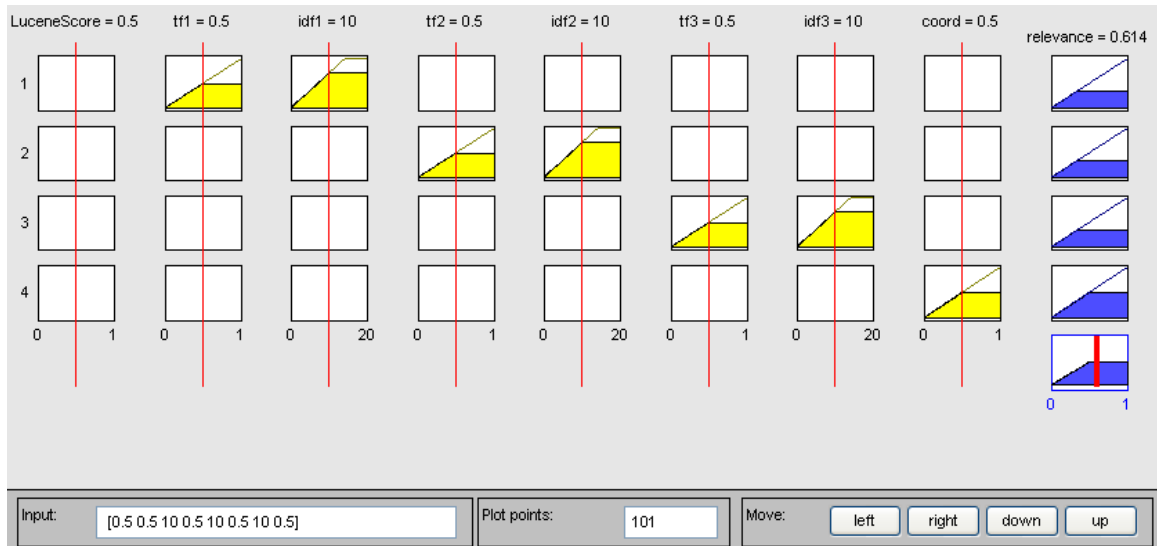 LuceneScore = 0.5 tf1 = 0.5 idf1 = 10 tf2 = 0.5 idf2 = 10 tf3 = 0.5 idf3 = 10 coord = 0.5
relevance = 0.614
1
2
3
4
0 1 0 1 0 20 0 1 0 20 0 1 0 20 0 1
0 1
Input: [0.5 0.5 10 0.5 10 0.5 10 0.5] Plot points: 101 Move: left right down up